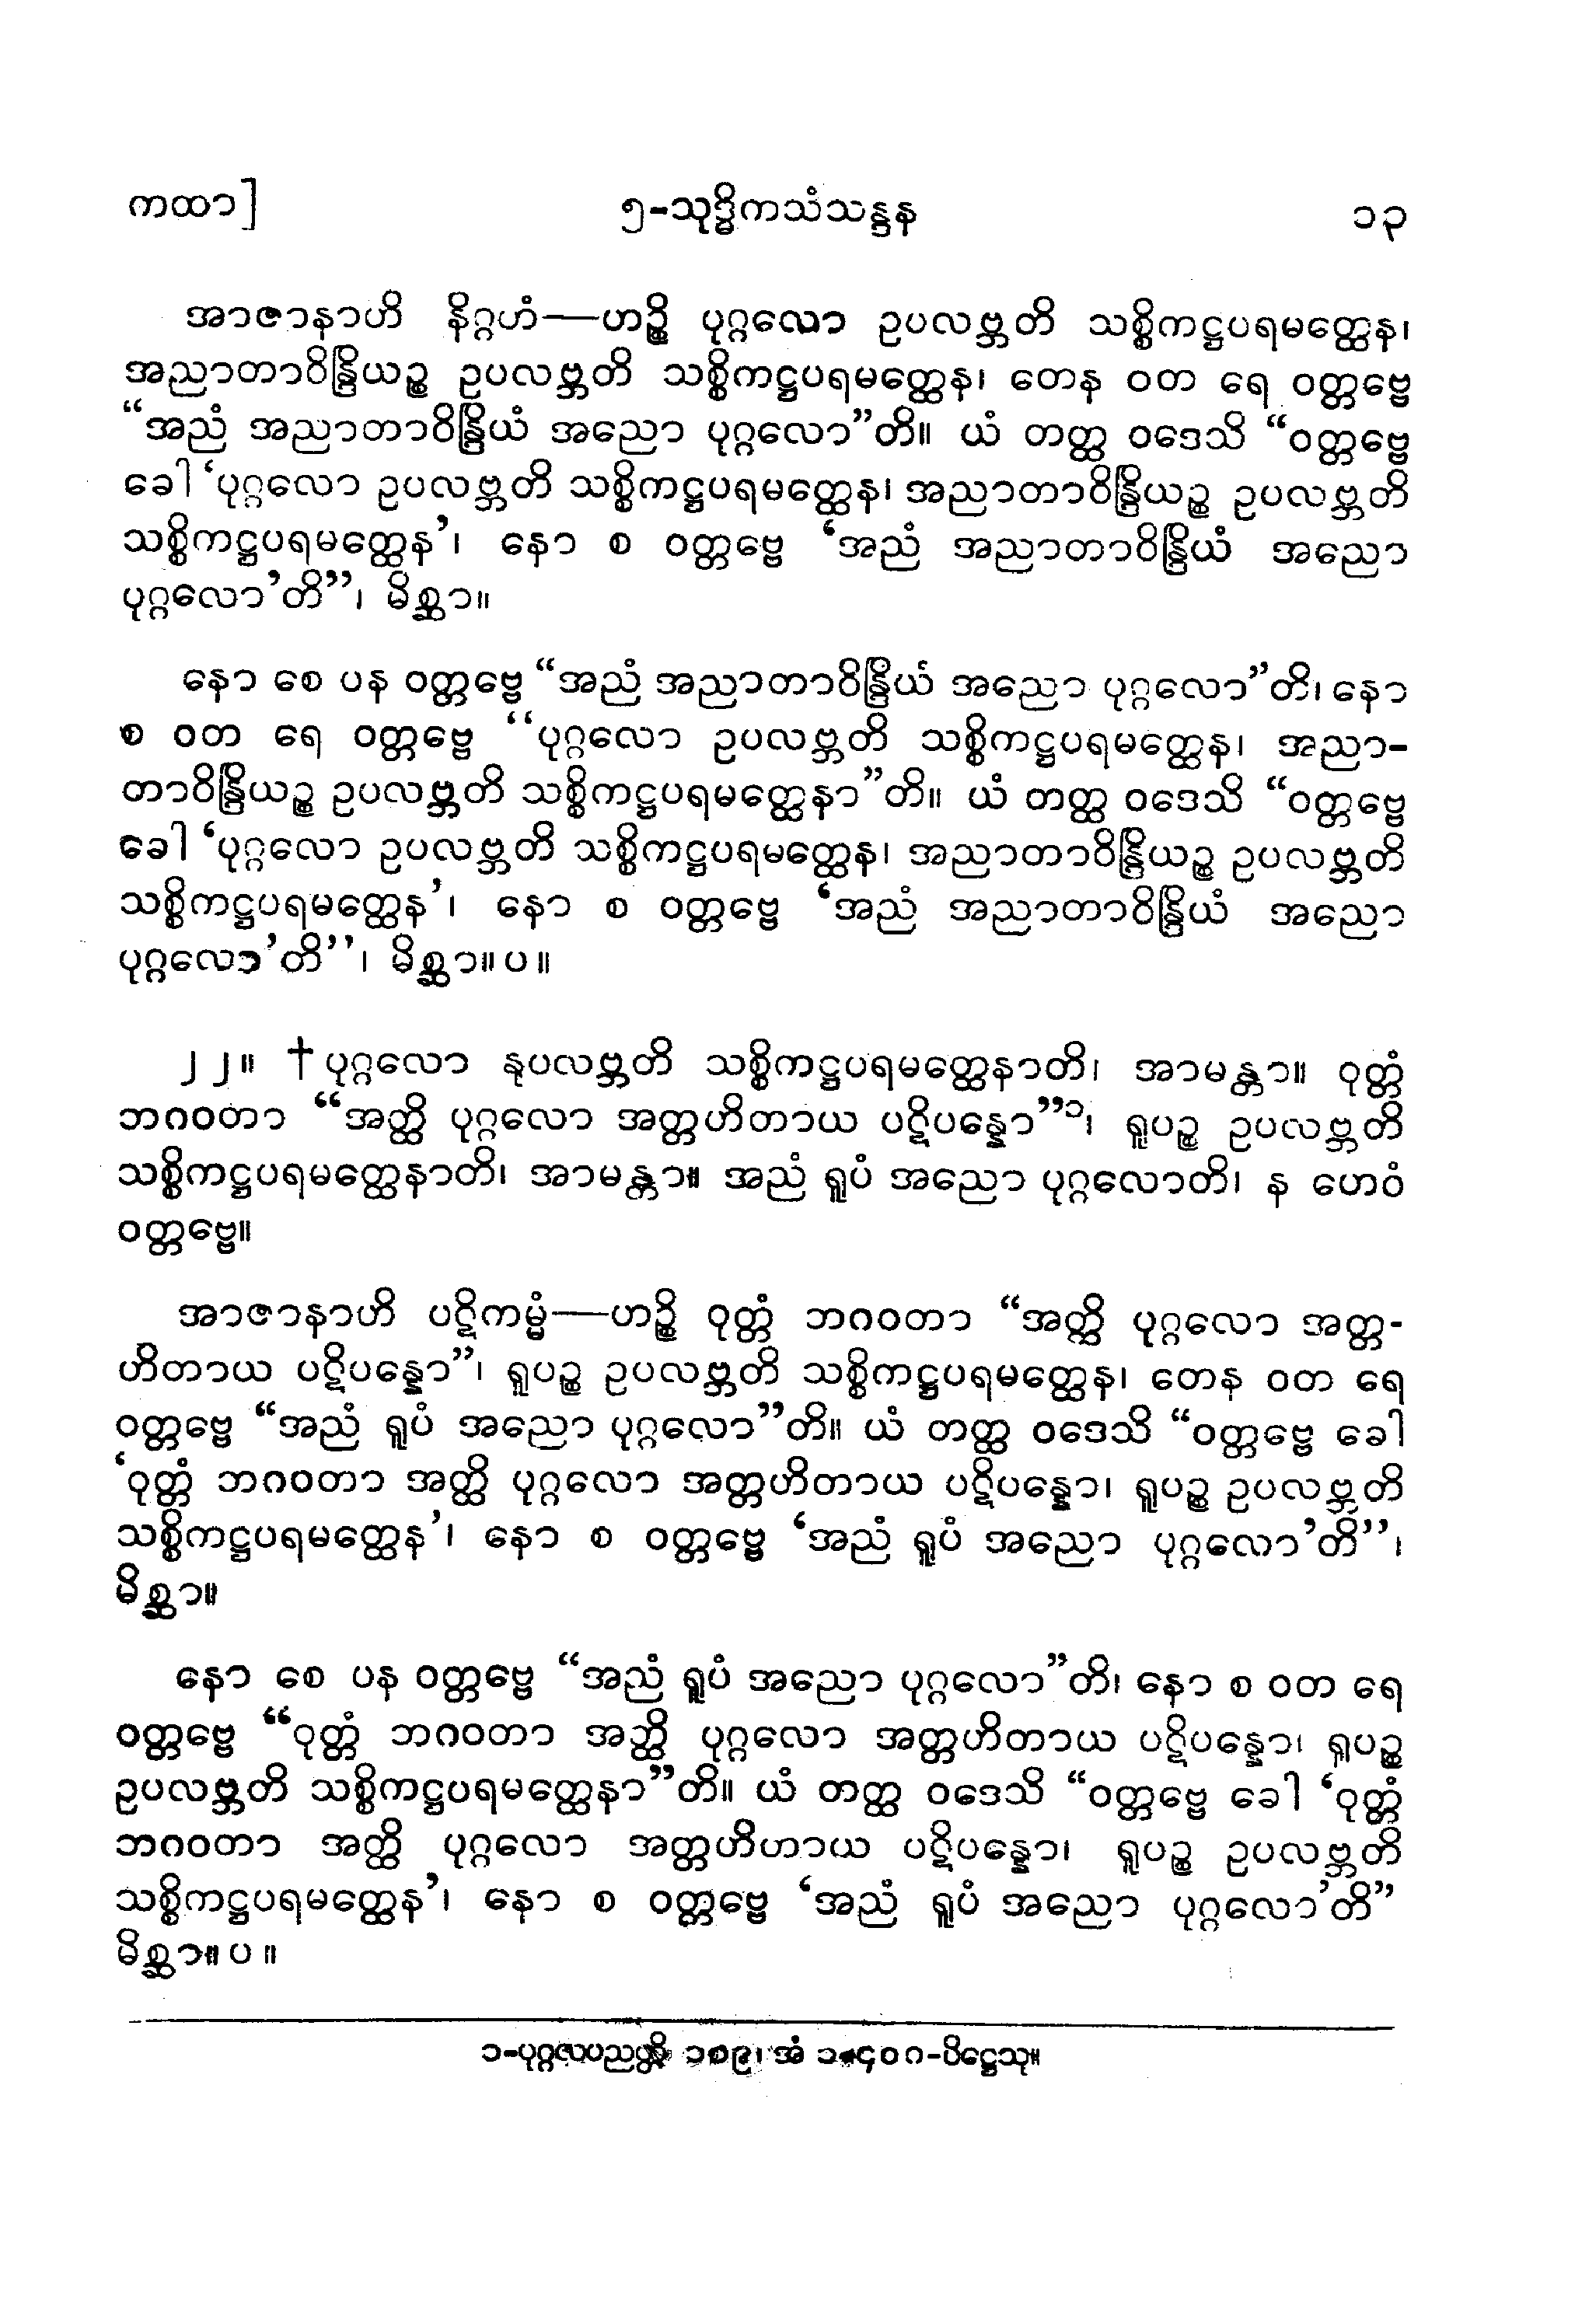 ကထာ]
၅-သုဒ္ဓိကသံသန္ဒန
၁၃
အာဇာနာဟိ နိဂ္ဂဟံ—ဟဉ္စိ ပုဂ္ဂလော ဥပလဗ္ဘတိ သစ္စိကဋ္ဌပရမတ္ထေန၊
အညာတာဝိန္ဒြိယဉ္စ ဥပလဗ္ဘတိ သစ္စိကဋ္ဌပရမတ္ထေန၊ တေန ဝတ ရေ ဝတ္တဗ္ဗေ
“အညံ အညာတာဝိန္ဒြိယံ အညော ပုဂ္ဂလော”တိ။ ယံ တတ္ထ ဝဒေသိ “ဝတ္တဗ္ဗေ
ခေါ ‘ပုဂ္ဂလော ဥပလဗ္ဘတိ သစ္စိကဋ္ဌပရမတ္ထေန၊ အညာတာဝိန္ဒြိယဉ္စ ဥပလဗ္ဘတိ
သစ္စိကဋ္ဌပရမတ္ထေန’၊ နော စ ဝတ္တဗ္ဗေ ‘အညံ အညာတာဝိန္ဒြိယံ အညော
ပုဂ္ဂလော’တိ”၊ မိစ္ဆာ။
နော စေ ပန ဝတ္တဗ္ဗေ “အညံ အညာတာဝိန္ဒြိယံ အညော ပုဂ္ဂလော”တိ၊ နော
စ ဝတ ရေ ဝတ္တဗ္ဗေ “ပုဂ္ဂလော ဥပလဗ္ဘတိ သစ္စိကဋ္ဌပရမတ္ထေန၊ အညာ-
တာဝိန္ဒြိယဉ္စ ဥပလဗ္ဘတိ သစ္စိကဋ္ဌပရမတ္ထေနာ”တိ။ ယံ တတ္ထ ဝဒေသိ “ဝတ္တဗ္ဗေ
ခေါ ‘ပုဂ္ဂလော ဥပလဗ္ဘတိ သစ္စိကဋ္ဌပရမတ္ထေန၊ အညာတာဝိန္ဒြိယဉ္စ ဥပလဗ္ဘတိ
သစ္စိကဋ္ဌပရမတ္ထေန’၊ နော စ ဝတ္တဗ္ဗေ ‘အညံ အညာတာဝိန္ဒြိယံ အညော
ပုဂ္ဂလော’တိ”၊ မိစ္ဆာ။ပ။
၂၂။ †ပုဂ္ဂလော နုပလဗ္ဘတိ သစ္စိကဋ္ဌပရမတ္ထေနာတိ၊ အာမန္တာ။ ဝုတ္တံ
ဘဂဝတာ “အတ္ထိ ပုဂ္ဂလော အတ္တဟိတာယ ပဋိပန္နော”၁၊ ရူပဉ္စ ဥပလဗ္ဘတိ
သစ္စိကဋ္ဌပရမတ္ထေနာတိ၊ အာမန္တာ။ အညံ ရူပံ အညော ပုဂ္ဂလောတိ၊ န ဟေဝံ
ဝတ္တဗ္ဗေ။
အာဇာနာဟိ ပဋိကမ္မံ—ဟဉ္စိ ဝုတ္တံ ဘဂဝတာ “အတ္ထိ ပုဂ္ဂလော အတ္တ-
ဟိတာယ ပဋိပန္နော”၊ ရူပဉ္စ ဥပလဗ္ဘတိ သစ္စိကဋ္ဌပရမတ္ထေန၊ တေန ဝတ ရေ
ဝတ္တဗ္ဗေ “အညံ ရူပံ အညော ပုဂ္ဂလော”တိ။ ယံ တတ္ထ ဝဒေသိ “ဝတ္တဗ္ဗေ ခေါ
‘ဝုတ္တံ ဘဂဝတာ အတ္ထိ ပုဂ္ဂလော အတ္တဟိတာယ ပဋိပန္နော၊ ရူပဉ္စ ဥပလဗ္ဘတိ
သစ္စိကဋ္ဌပရမတ္ထေန’၊ နော စ ဝတ္တဗ္ဗေ ‘အညံ ရူပံ အညော ပုဂ္ဂလော’တိ”၊
မိစ္ဆာ။
နော စေ ပန ဝတ္တဗ္ဗေ “အညံ ရူပံ အညော ပုဂ္ဂလော”တိ၊ နော စ ဝတ ရေ
ဝတ္တဗ္ဗေ “ဝုတ္တံ ဘဂဝတာ အတ္ထိ ပုဂ္ဂလော အတ္တဟိတာယ ပဋိပန္နော၊ ရူပဉ္စ
ဥပလဗ္ဘတိ သစ္စိကဋ္ဌပရမတ္ထေနာ”တိ။ ယံ တတ္ထ ဝဒေသိ “ဝတ္တဗ္ဗေ ခေါ ‘ဝုတ္တံ
ဘဂဝတာ အတ္ထိ ပုဂ္ဂလော အတ္တဟိဟာယ ပဋိပန္နော၊ ရူပဉ္စ ဥပလဗ္ဘတိ
သစ္စိကဋ္ဌပရမတ္ထေန’၊ နော စ ဝတ္တဗ္ဗေ ‘အညံ ရူပံ အညော ပုဂ္ဂလော’တိ”
မိစ္ဆာ။ပ။
၁-ပုဂ္ဂလပညတ္တိ အံ ပိဋ္ဌေသု။